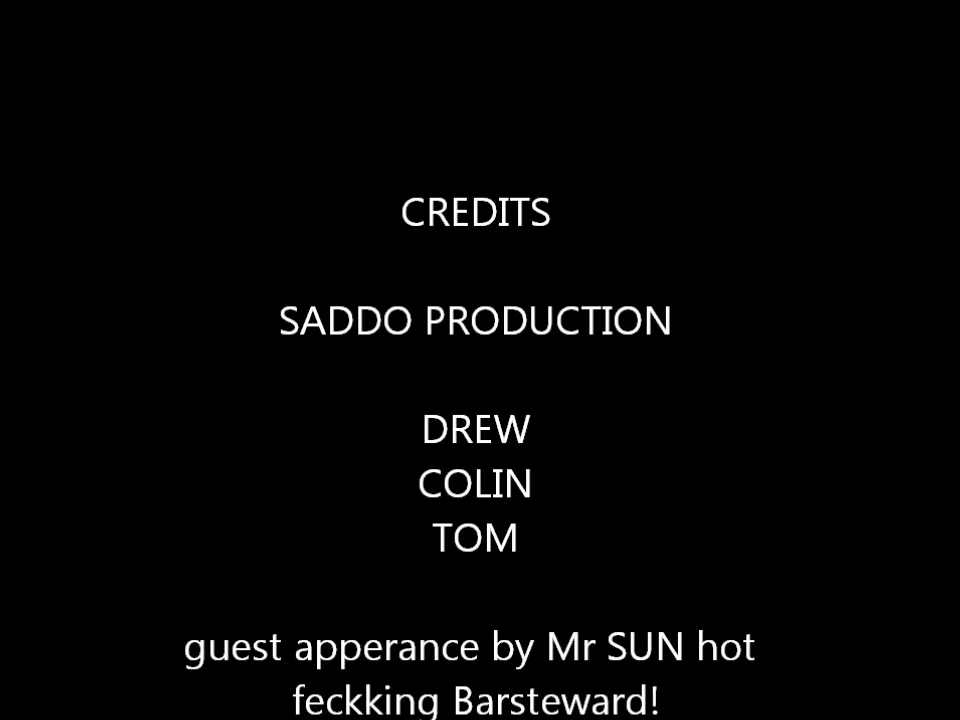 CREDITS
SADDO PRODUCTION
DREW
COLIN
TOM
guest apperance by Mr SUN hot
feckking Barsteward!